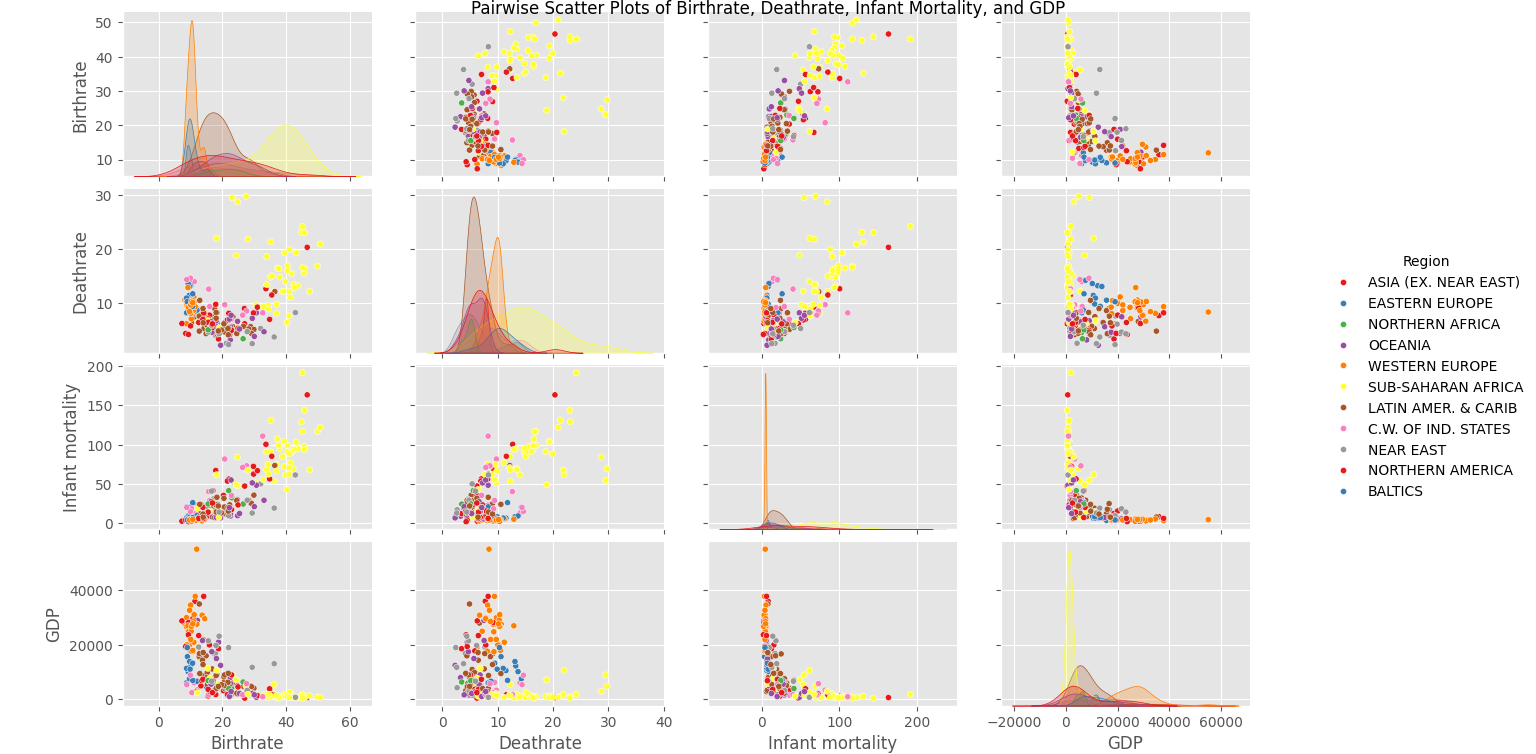 Pairwise Scatter Plots of Birthrate, Deathrate, Infant Mortality, and GDP
50
40
30
20
10
Birthrate
30
20
10
Deathrate
200
150
100
50
0
Infant mortality
40000
20000
0
GDP
0 20 40 60
Birthrate
0 10 20 30 40
Deathrate
0 100 200
Infant mortality
−20000 0 20000 40000 60000
GDP
Region
ASIA (EX. NEAR EAST)
EASTERN EUROPE
NORTHERN AFRICA
OCEANIA
WESTERN EUROPE
SUB-SAHARAN AFRICA
LATIN AMER. & CARIB
C.W. OF IND. STATES
NEAR EAST
NORTHERN AMERICA
BALTICS